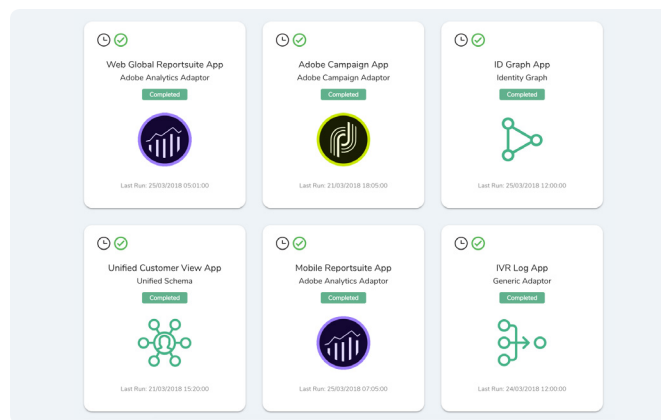 Web Global Reportsuite App
Adobe Analytics Adaptor
Completed
Last Run: 25/03/2018 05:01:00
Adobe Campaign App
Adobe Campaign Adaptor
Completed
Last Run: 21/03/2018 18:05:00
ID Graph App
Identity Graph
Completed
Last Run: 25/03/2018 12:00:00
Unified Customer View App
Unified Schema
Completed
Last Run: 21/03/2018 15:20:00
Mobile Reportsuite App
Adobe Analytics Adaptor
Completed
Last Run: 25/03/2018 07:05:00
IVR Log App
Generic Adaptor
Completed
Last Run: 24/03/2018 12:00:00